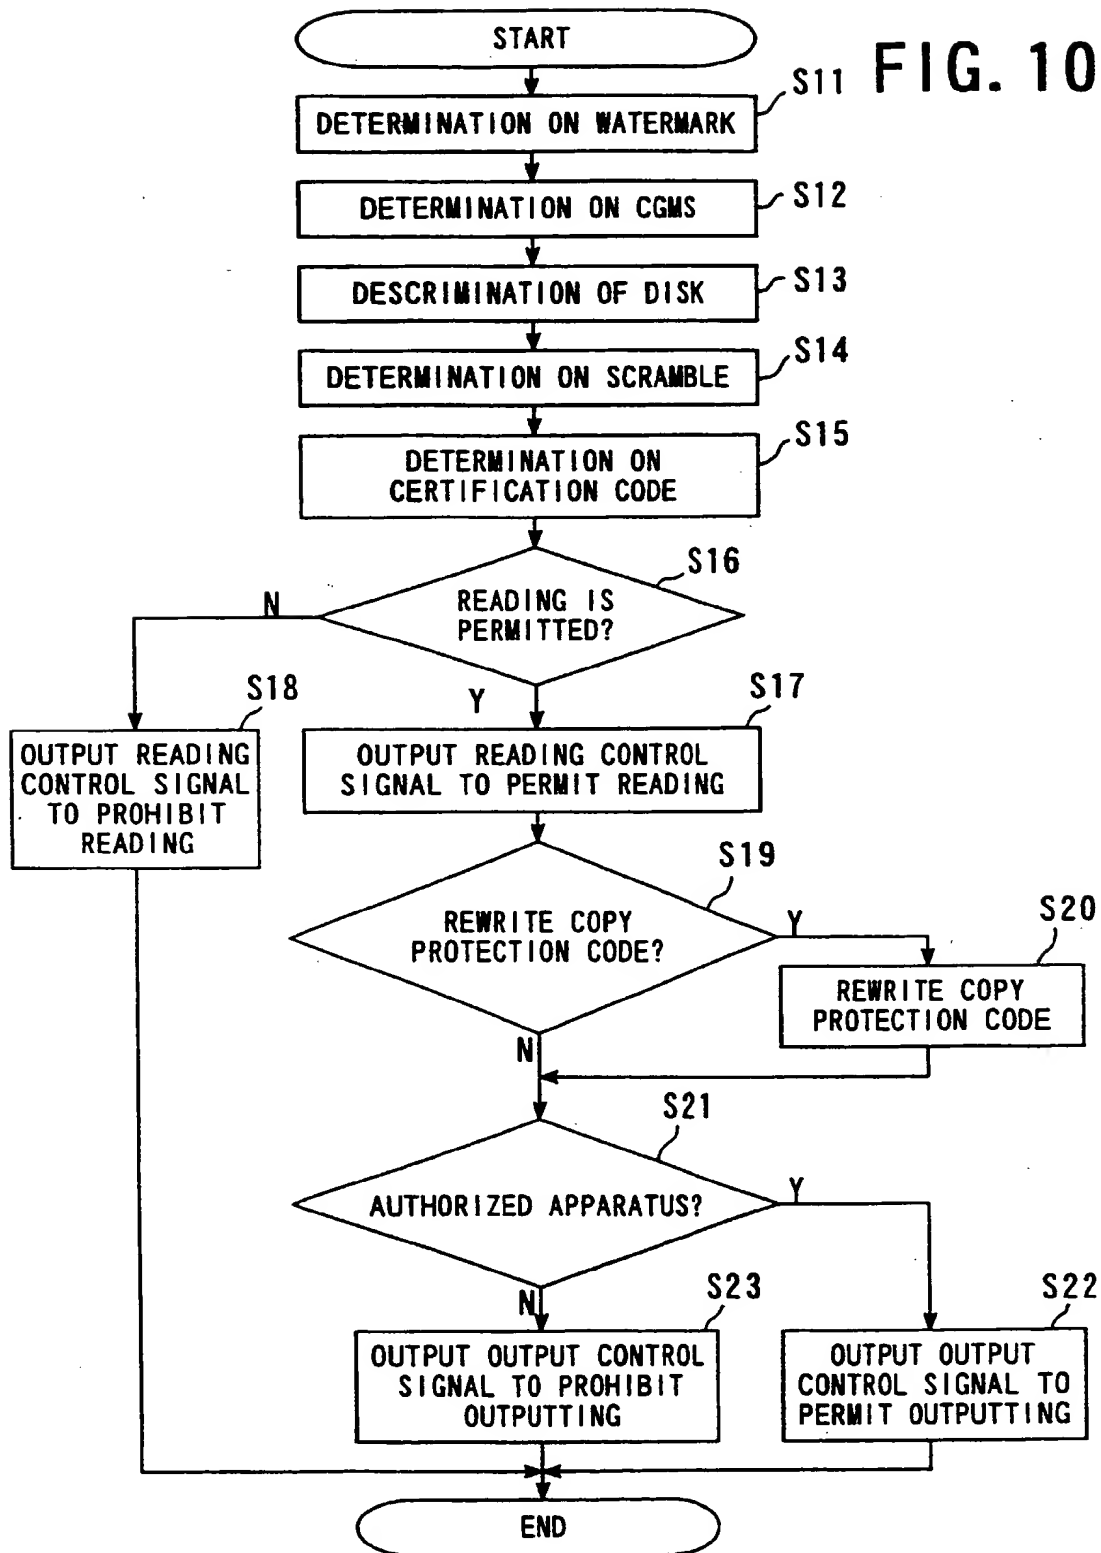 START
FIG. 10
S11
DETERMINATION ON WATERMARK
S12
DETERMINATION ON CGMS
S13
DESCRIMINATION OF DISK
S14
DETERMINATION ON SCRAMBLE
S15
DETERMINATION ON
CERTIFICATION CODE
S16
READING IS
PERMITTED?
N
Y
S18
OUTPUT READING
CONTROL SIGNAL
TO PROHIBIT
READING
S17
OUTPUT READING CONTROL
SIGNAL TO PERMIT READING
S19
REWRITE COPY
PROTECTION CODE?
Y
N
S20
REWRITE COPY
PROTECTION CODE
S21
AUTHORIZED APPARATUS?
Y
N
S23
OUTPUT OUTPUT CONTROL
SIGNAL TO PROHIBIT
OUTPUTTING
S22
OUTPUT OUTPUT
CONTROL SIGNAL TO
PERMIT OUTPUTTING
END